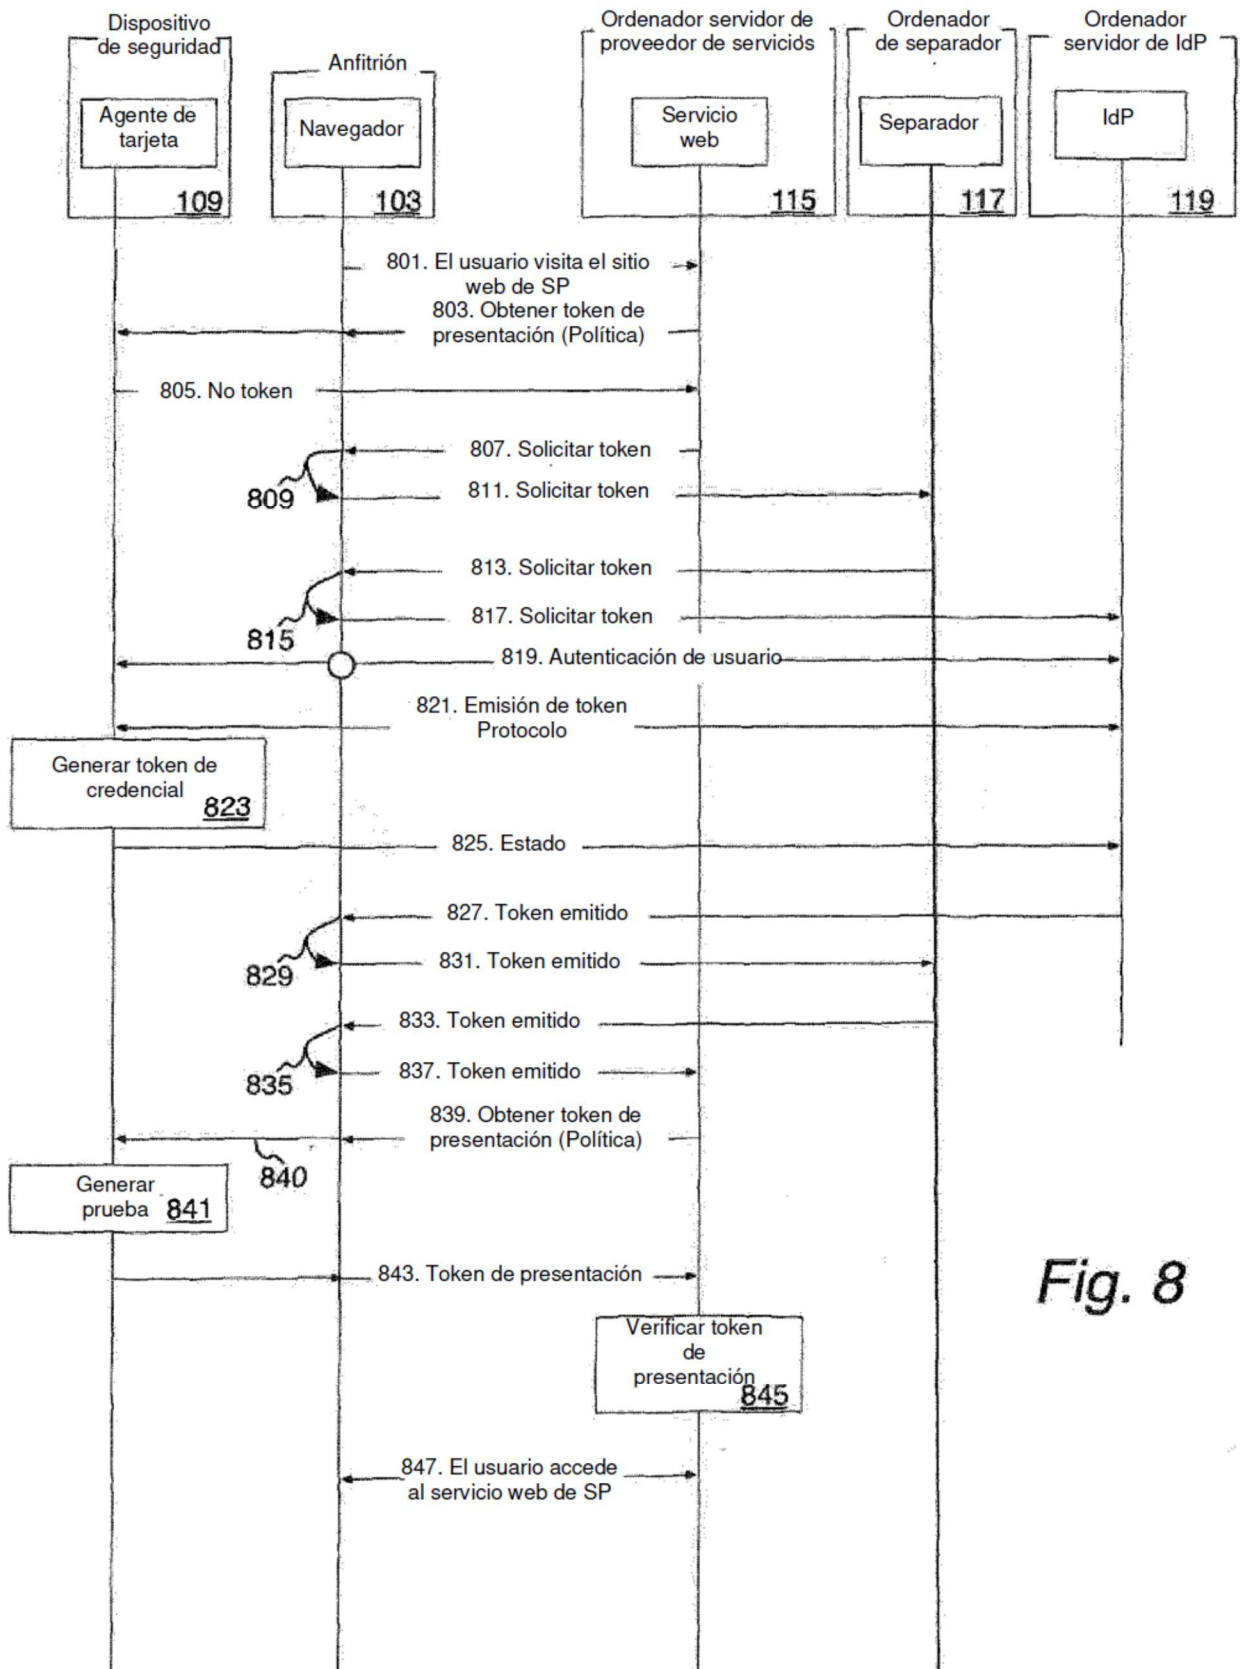 Dispositivo
de seguridad
Anfitrión
Ordenador servidor de
proveedor de servicios
Ordenador
de separador
Ordenador
servidor de IdP
Agente de
tarjeta
109
Navegador
103
Servicio
web
115
Separador
117
IdP
119
801. El usuario visita el sitio
web de SP
803. Obtener token de
presentación (Política)
805. No token
807. Solicitar token
809
811. Solicitar token
813. Solicitar token
815
817. Solicitar token
819. Autenticación de usuario
821. Emisión de token
Protocolo
Generar token de
credencial
823
825. Estado
827. Token emitido
829
831. Token emitido
833. Token emitido
835
837. Token emitido
839. Obtener token de
presentación (Política)
840
Generar
prueba 841
843. Token de presentación
Verificar token
de
presentación
845
847. El usuario accede
al servicio web de SP
Fig. 8